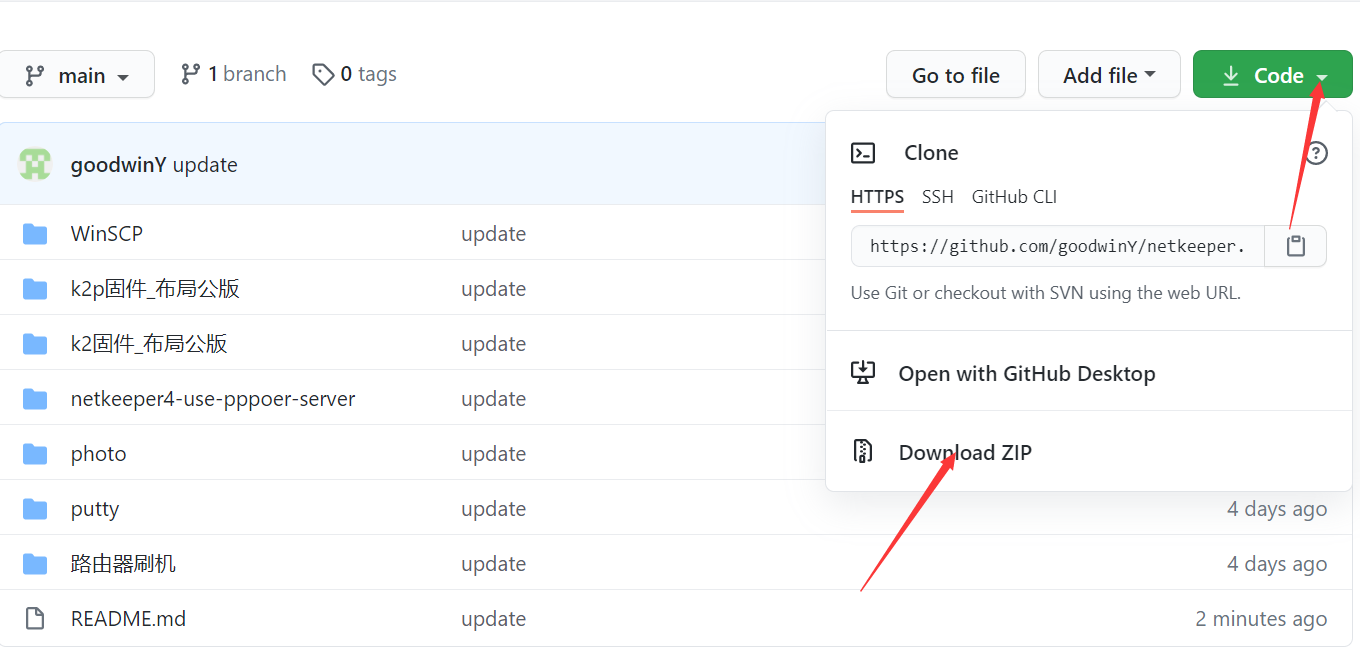 main 1 branch 0 tags Go to file Add file Code
goodwinY update
Clone
HTTPS SSH GitHub CLI
https://github.com/goodwinY/netkeeper.
Use Git or checkout with SVN using the web URL.
Open with GitHub Desktop
Download ZIP
WinSCP update
k2p固件_布局公版 update
k2固件_布局公版 update
netkeeper4-use-pppoer-server update
photo update
putty update 4 days ago
路由器刷机 update 4 days ago
README.md update 2 minutes ago